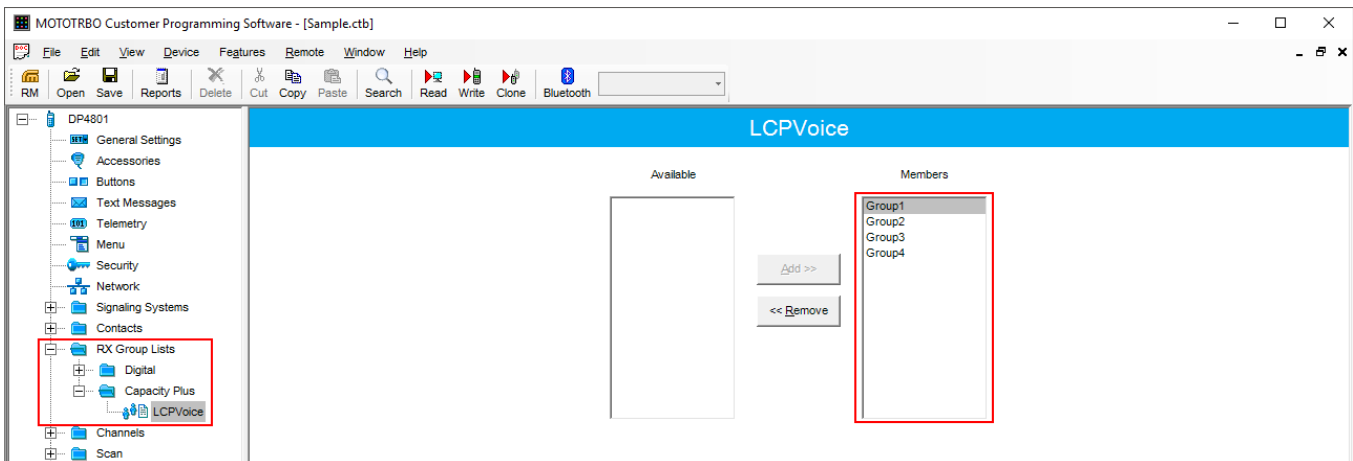 MOTOTRBO Customer Programming Software - [Sample.ctb]
DOC File Edit View Device Features Remote Window Help
RM Open Save Reports Delete Cut Copy Paste Search Read Write Clone Bluetooth
DP4801
LCPVoice
SET General Settings
Accessories
Available Members
Buttons
Text Messages
Group1
Group2
101 Telemetry
Group3
Menu
Group4
Security
Add >>
Network
Signaling Systems
<< Remove
Contacts
RX Group Lists
Digital
Capacity Plus
LCPVoice
Channels
Scan